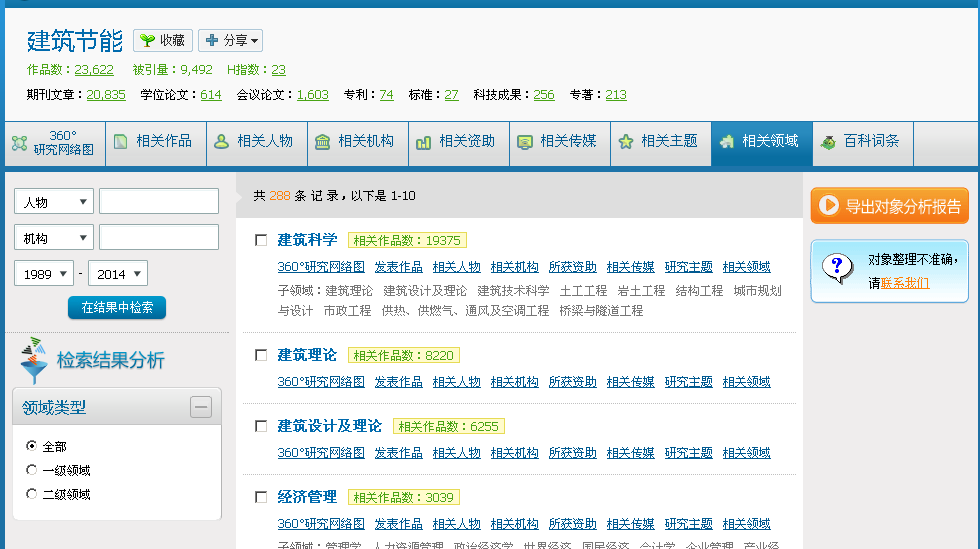 建筑节能 收藏 分享
作品数：23,622 被引量：9,492 H指数：23
期刊文章：20,835 学位论文：614 会议论文：1,603 专利：74 标准：27 科技成果：256 专著：213
360°
研究网络图 相关作品 相关人物 相关机构 相关资助 相关传媒 相关主题 相关领域 百科词条
人物
机构
1989 - 2014
在结果中检索
检索结果分析
领域类型
全部
一级领域
二级领域
共 288 条 记 录，以下是 1-10
建筑科学 相关作品数：19375
360°研究网络图 发表作品 相关人物 相关机构 所获资助 相关传媒 研究主题 相关领域
子领域：建筑理论 建筑设计及理论 建筑技术科学 土工工程 岩土工程 结构工程 城市规划
与设计 市政工程 供热、供燃气、通风及空调工程 桥梁与隧道工程
建筑理论 相关作品数：8220
360°研究网络图 发表作品 相关人物 相关机构 所获资助 相关传媒 研究主题 相关领域
建筑设计及理论 相关作品数：6255
360°研究网络图 发表作品 相关人物 相关机构 所获资助 相关传媒 研究主题 相关领域
经济管理 相关作品数：3039
360°研究网络图 发表作品 相关人物 相关机构 所获资助 相关传媒 研究主题 相关领域
子领域：管理学 人力资源管理 政治经济学 世界经济 国民经济 会计学 企业管理 产业经
导出对象分析报告
对象整理不准确，
请联系我们